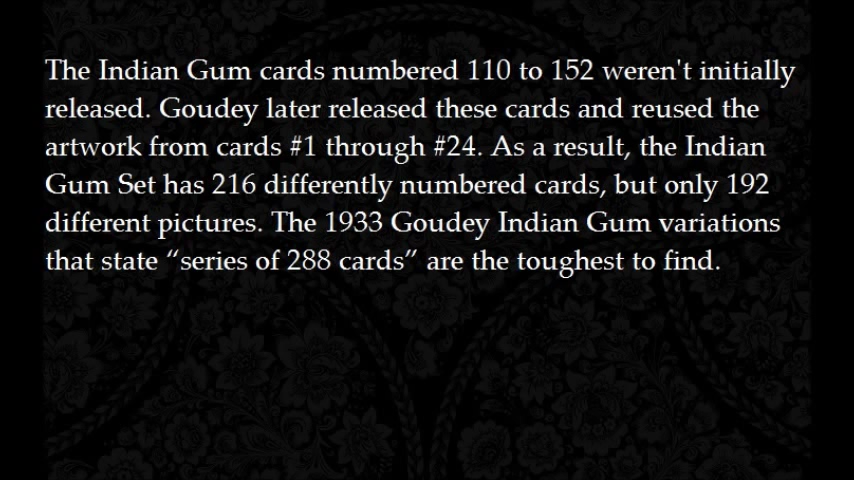 The Indian Gum cards numbered 110 to 152 weren't initially
released. Goudey later released these cards and reused the
artwork from cards #1 through #24. As a result, the Indian
Gum Set has 216 differently numbered cards, but only 192
different pictures. The 1933 Goudey Indian Gum variations
that state “series of 288 cards” are the toughest to find.